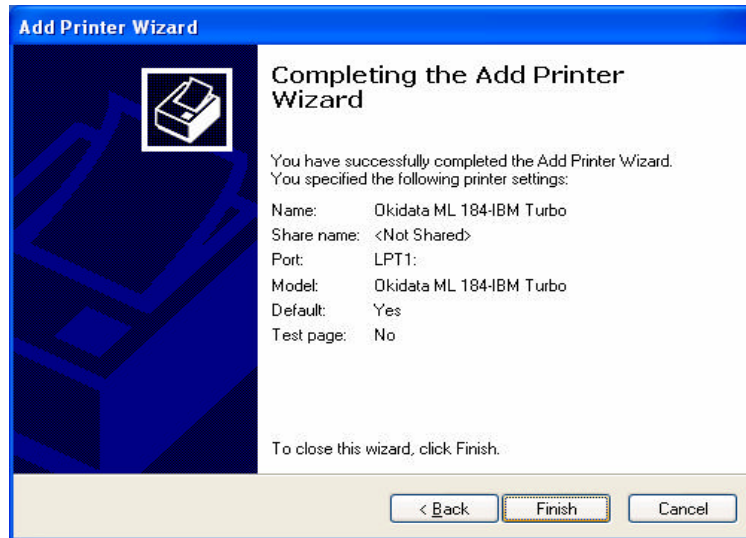 Add Printer Wizard
Completing the Add Printer
Wizard
You have successfully completed the Add Printer Wizard.
You specified the following printer settings:
Name: Okidata ML 184-IBM Turbo
Share name: <Not Shared>
Port: LPT1:
Model: Okidata ML 184-IBM Turbo
Default: Yes
Test page: No
To close this wizard, click Finish.
< Back Finish Cancel